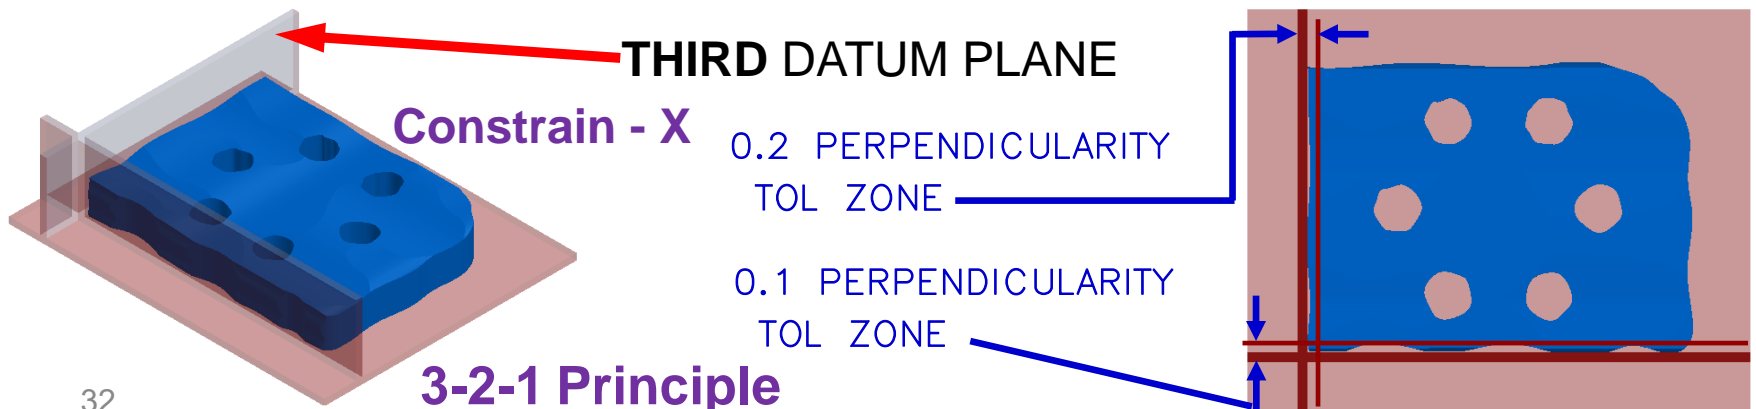 THIRD DATUM PLANE
Constrain - X
0.2 PERPENDICULARITY
TOL ZONE
0.1 PERPENDICULARITY
TOL ZONE
3-2-1 Principle
32